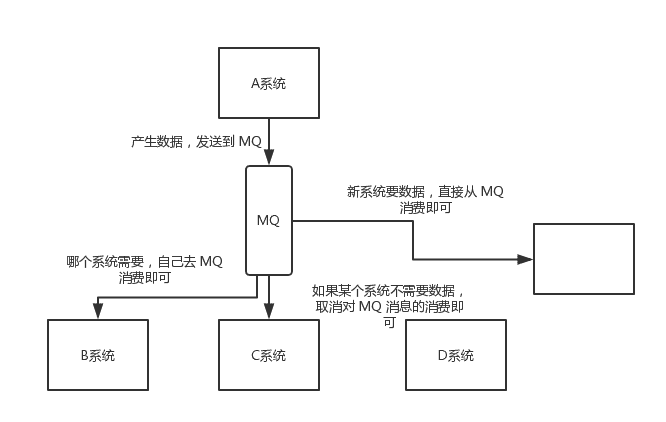 A系统
产生数据，发送到 MQ
MQ
新系统要数据，直接从 MQ
消费即可
哪个系统需要，自己去 MQ
消费即可
如果某个系统不需要数据，
取消对 MQ 消息的消费即
可
B系统
C系统
D系统